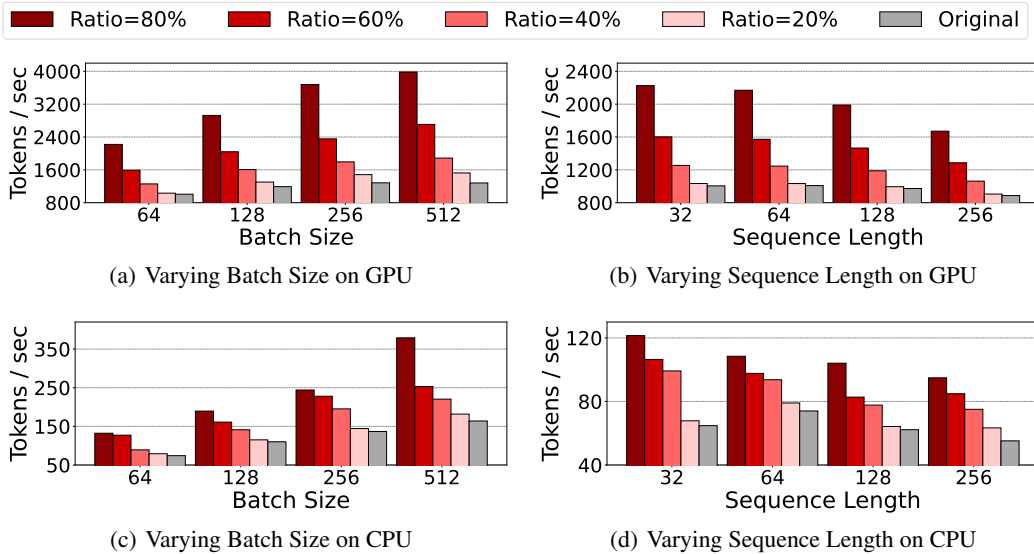 Ratio=80% Ratio=60% Ratio=40% Ratio=20% Original
Tokens / sec
4000
3200
2400
1600
800
64 128 256 512
Batch Size
(a) Varying Batch Size on GPU
Tokens / sec
2400
2000
1600
1200
800
32 64 128 256
Sequence Length
(b) Varying Sequence Length on GPU
Tokens / sec
350
250
150
50
64 128 256 512
Batch Size
(c) Varying Batch Size on CPU
Tokens / sec
120
80
40
32 64 128 256
Sequence Length
(d) Varying Sequence Length on CPU